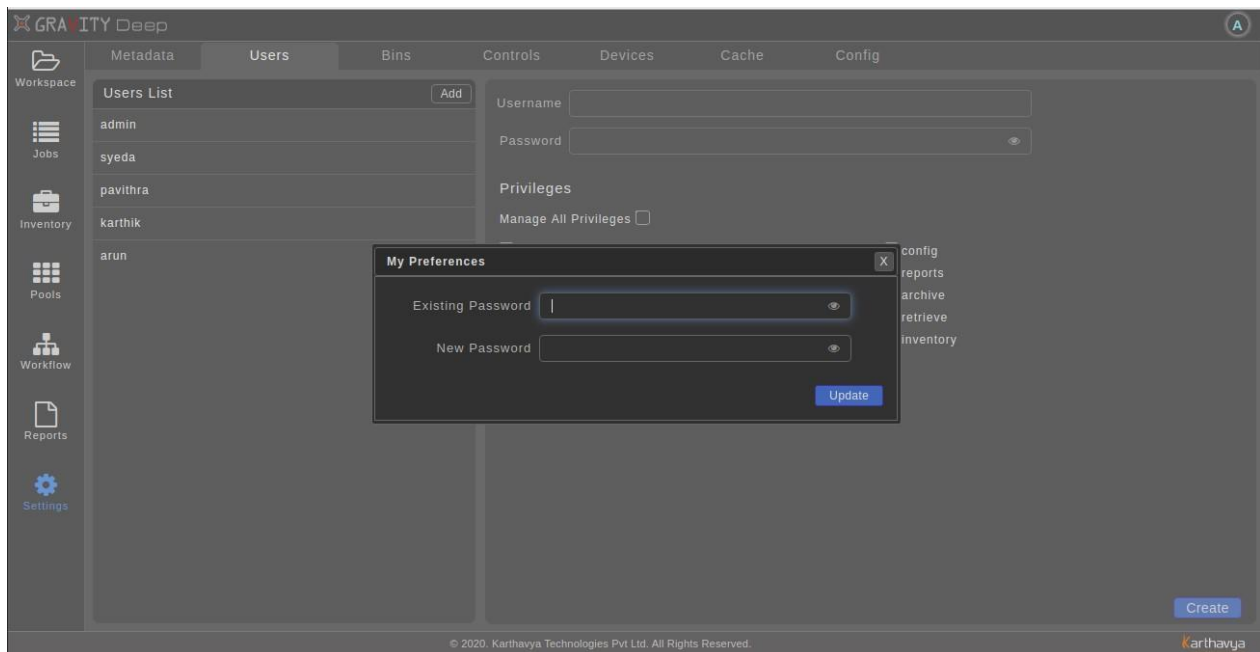 GRAVITY Deep
A
Workspace
Jobs
Inventory
Pools
Workflow
Reports
Settings
Metadata Users Bins Controls Devices Cache Config
Users List Add
admin
syeda
pavithra
karthik
arun
Username
Password
Privileges
Manage All Privileges
config
reports
archive
retrieve
inventory
My Preferences X
Existing Password
New Password
Update
Create
© 2020. Karthavya Technologies Pvt Ltd. All Rights Reserved.
Karthavya